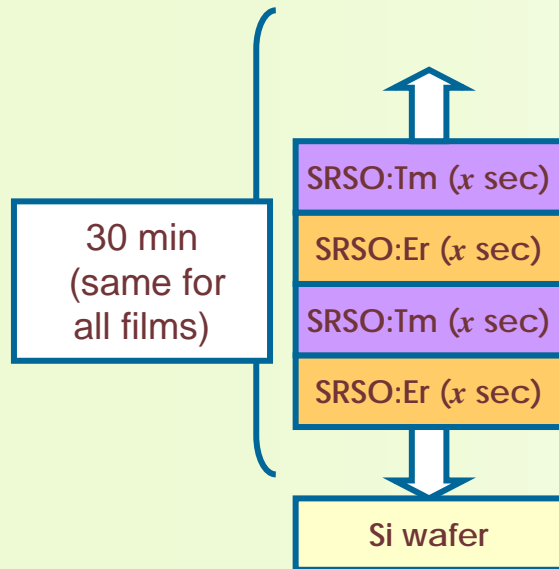 30 min
(same for
all films)
SRSO:Tm (x sec)
SRSO:Er (x sec)
SRSO:Tm (x sec)
SRSO:Er (x sec)
Si wafer